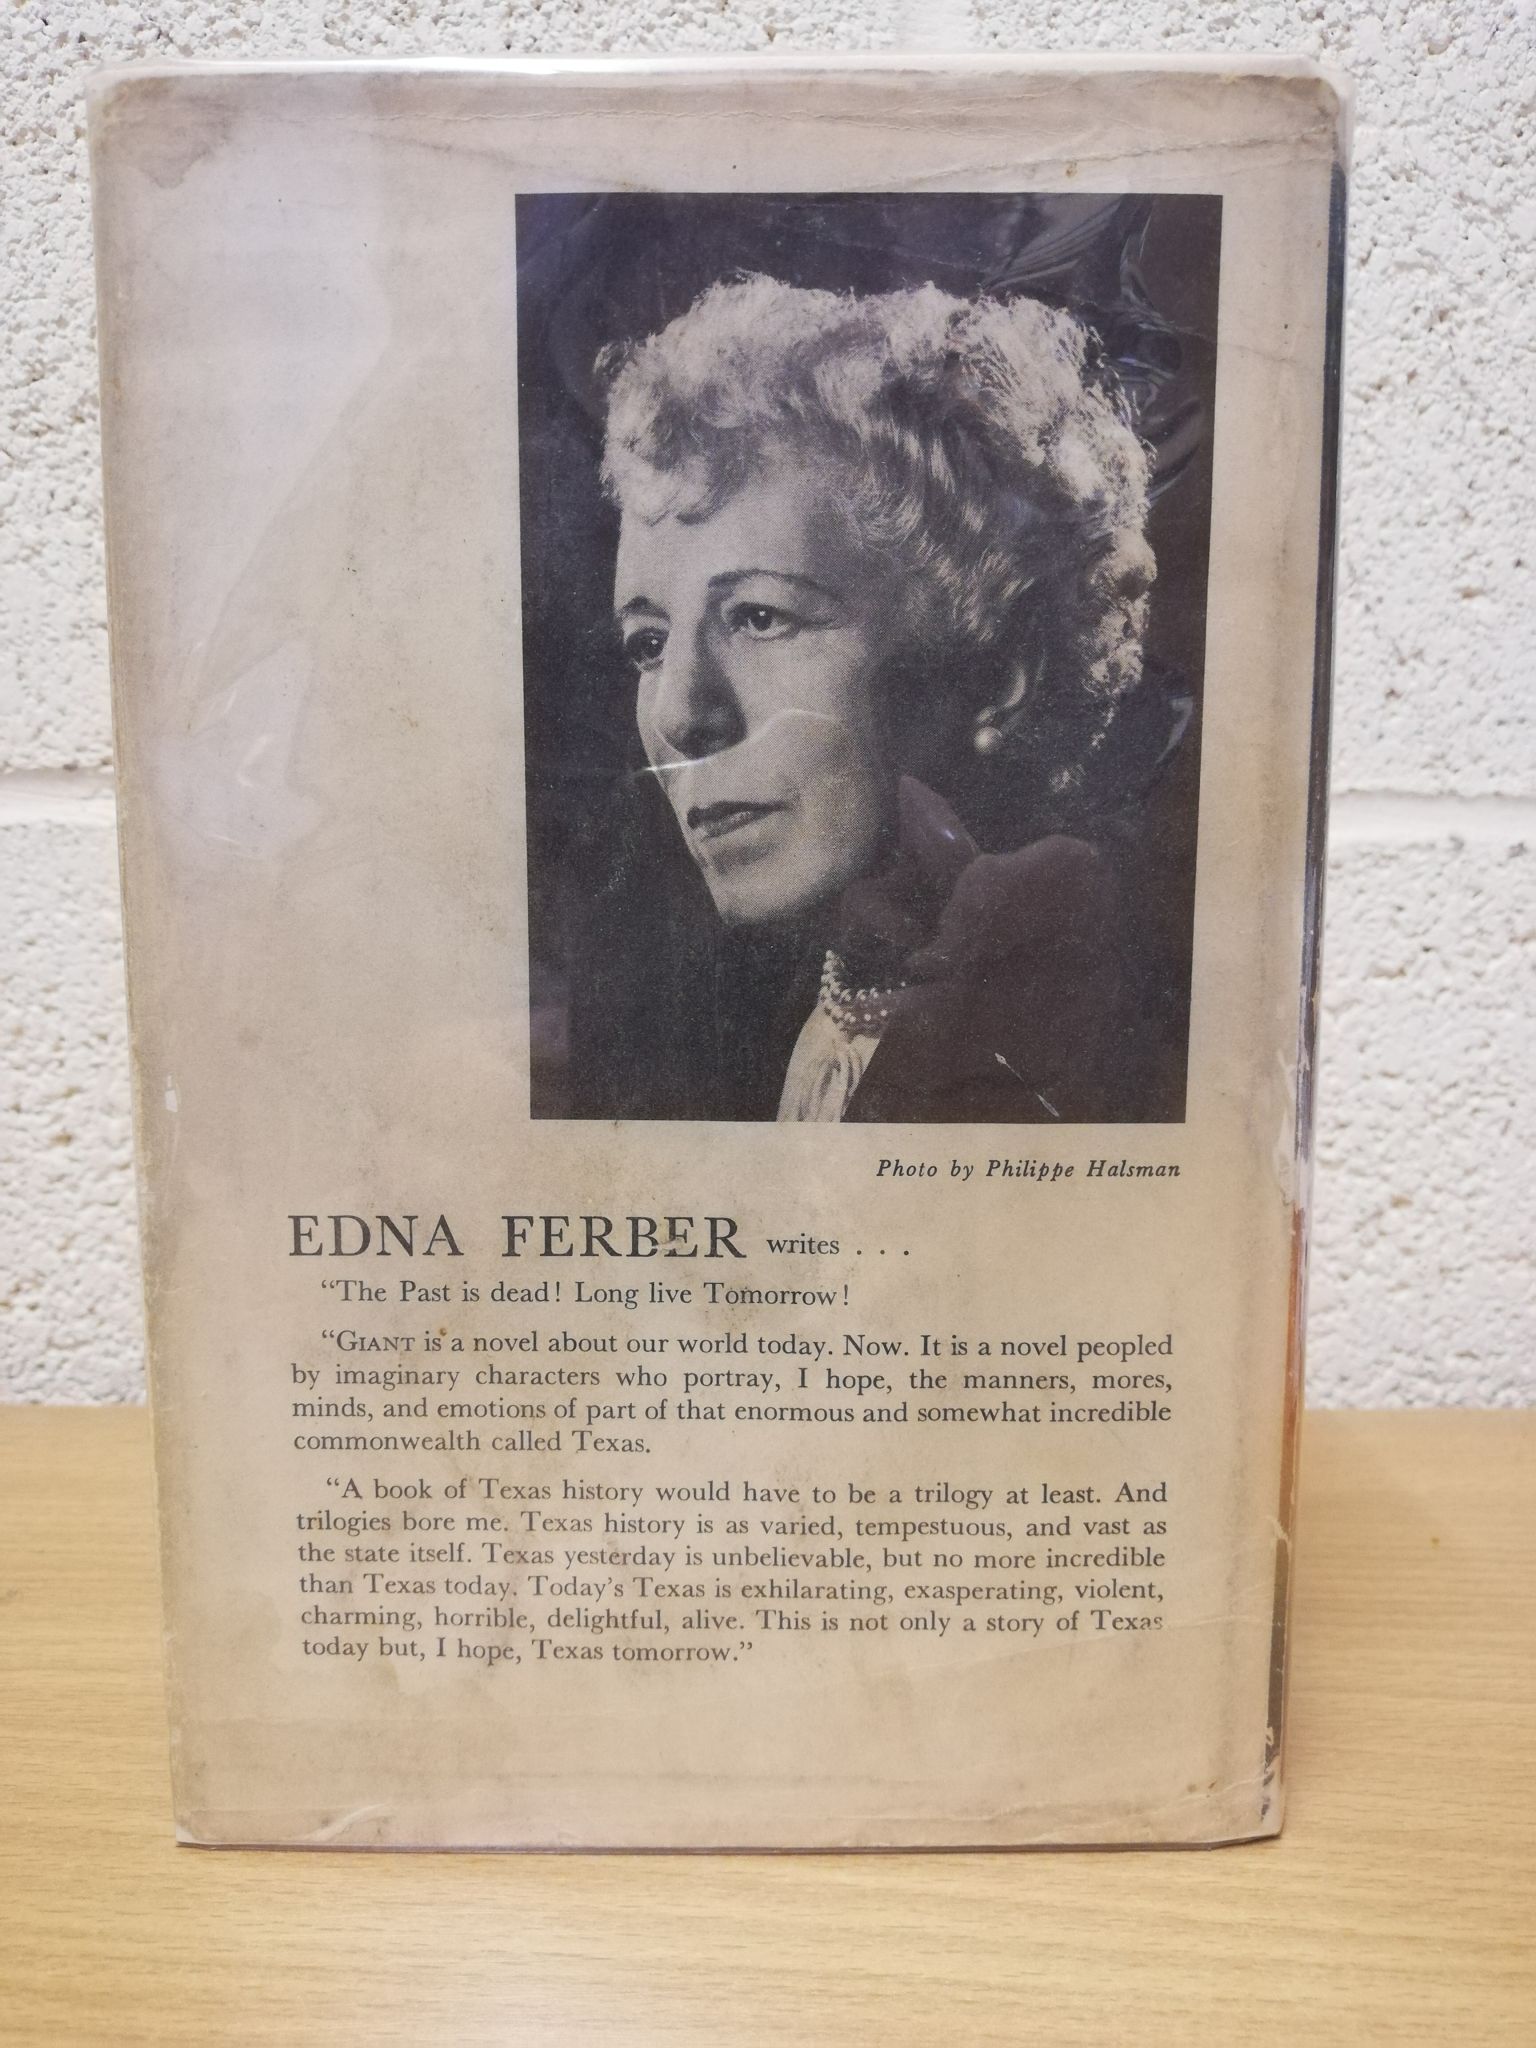 Photo by Philippe Halsman
EDNA FERBER writes . . .
“The Past is dead! Long live Tomorrow!
“GIANT is a novel about our world today. Now. It is a novel peopled
by imaginary characters who portray, I hope, the manners, mores,
minds, and emotions of part of that enormous and somewhat incredible
commonwealth called Texas.
“A book of Texas history would have to be a trilogy at least. And
trilogies bore me. Texas history is as varied, tempestuous, and vast as
the state itself. Texas yesterday is unbelievable, but no more incredible
than Texas today. Today’s Texas is exhilarating, exasperating, violent,
charming, horrible, delightful, alive. This is not only a story of Texas
today but, I hope, Texas tomorrow.”